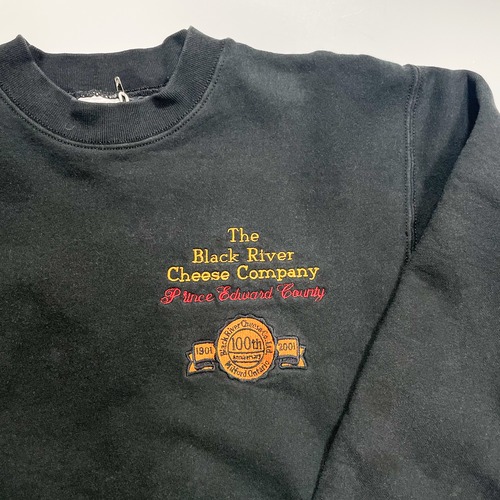 The
Black River
Cheese Company
Prince Edward County
Black River Cheese Co. Ltd.
1901
100th
Anniversary
2001
Milford Ontario